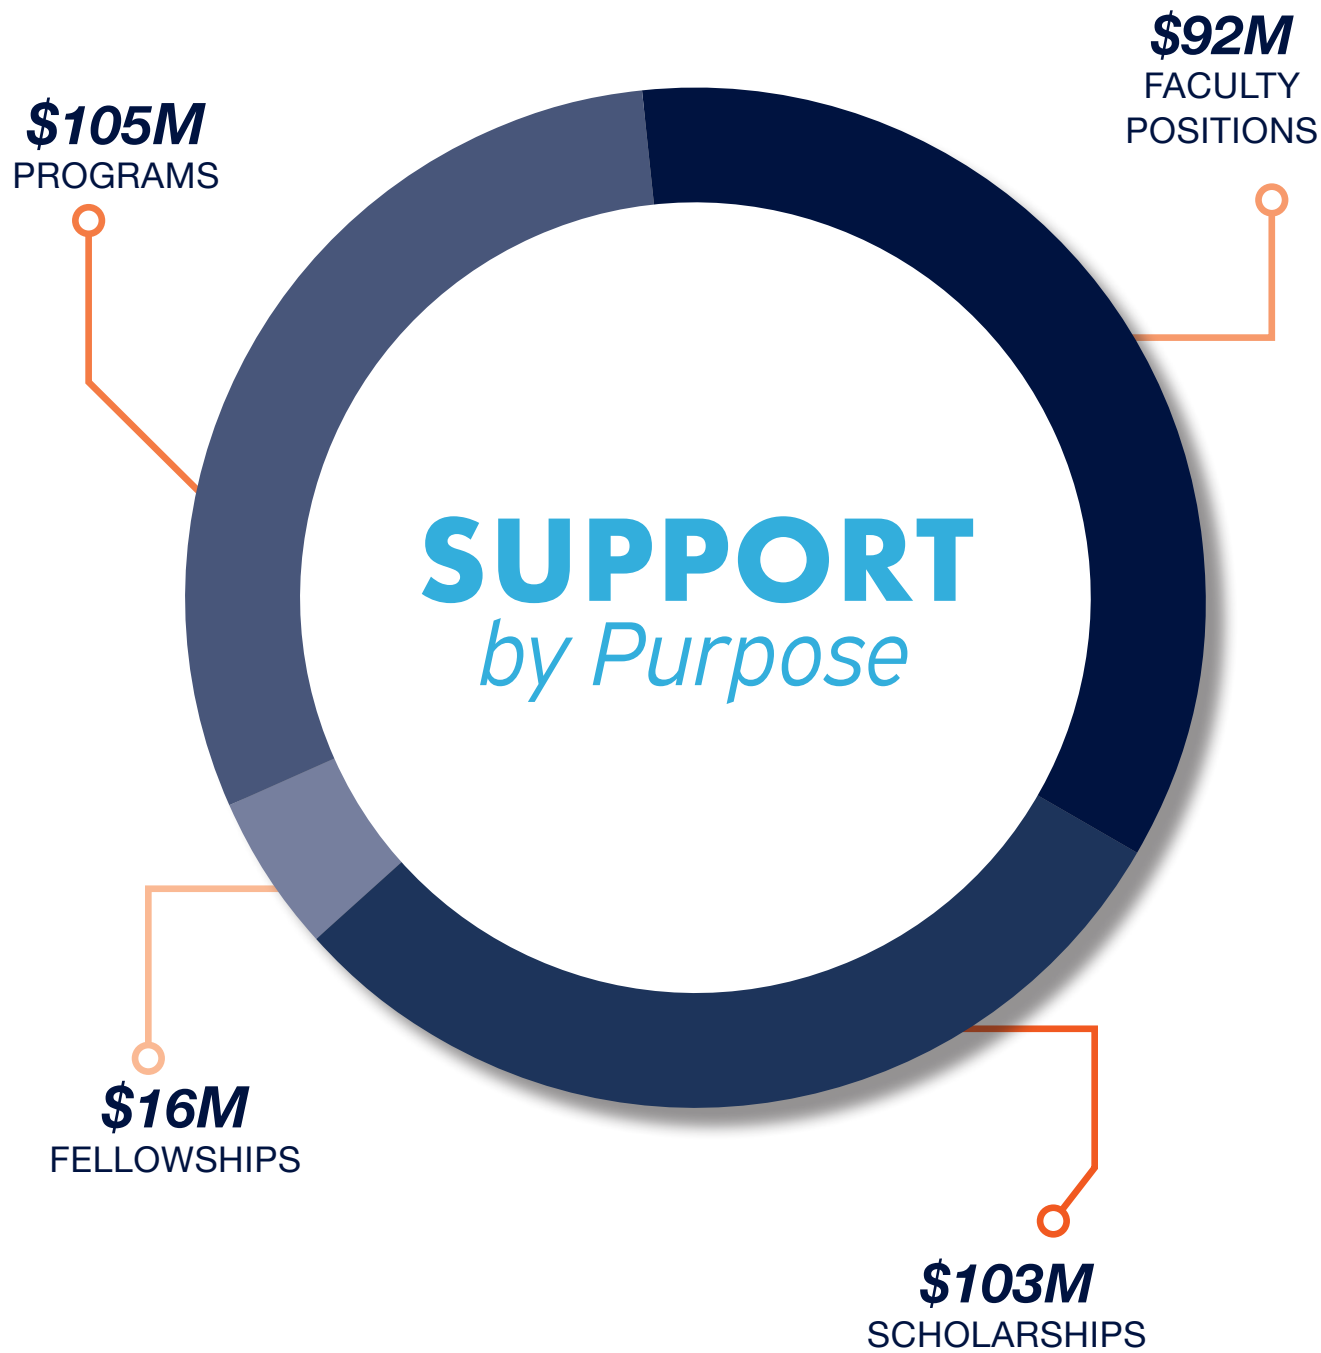 $92M
FACULTY
POSITIONS
$105M
PROGRAMS
SUPPORT
by Purpose
$16M
FELLOWSHIPS
$103M
SCHOLARSHIPS